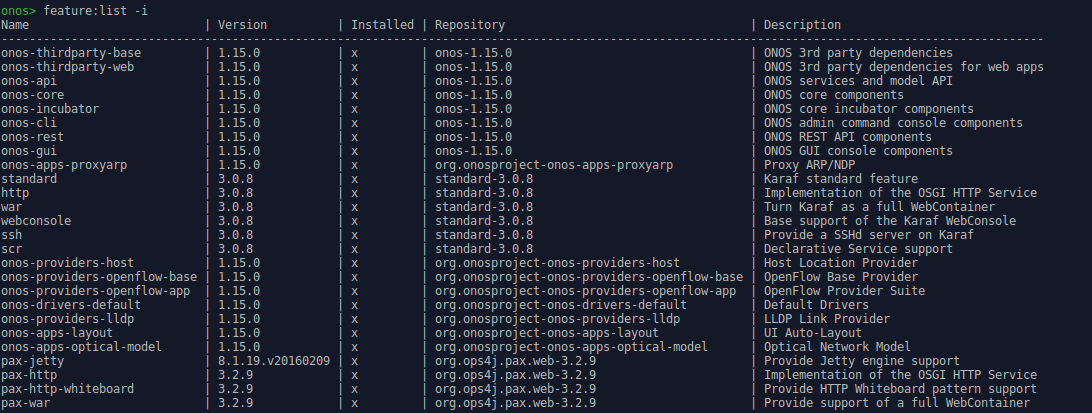 onos> feature:list -i
Name | Version | Installed | Repository | Description
------------------------------------------------------------------------------------------------------------------------------------------------------
onos-thirdparty-base | 1.15.0 | x | onos-1.15.0 | ONOS 3rd party dependencies
onos-thirdparty-web | 1.15.0 | x | onos-1.15.0 | ONOS 3rd party dependencies for web apps
onos-api | 1.15.0 | x | onos-1.15.0 | ONOS services and model API
onos-core | 1.15.0 | x | onos-1.15.0 | ONOS core components
onos-incubator | 1.15.0 | x | onos-1.15.0 | ONOS core incubator components
onos-cli | 1.15.0 | x | onos-1.15.0 | ONOS admin command console components
onos-rest | 1.15.0 | x | onos-1.15.0 | ONOS REST API components
onos-gui | 1.15.0 | x | onos-1.15.0 | ONOS GUI console components
onos-apps-proxyarp | 1.15.0 | x | org.onosproject-onos-apps-proxyarp | Proxy ARP/NDP
standard | 3.0.8 | x | standard-3.0.8 | Karaf standard feature
http | 3.0.8 | x | standard-3.0.8 | Implementation of the OSGI HTTP Service
war | 3.0.8 | x | standard-3.0.8 | Turn Karaf as a full WebContainer
webconsole | 3.0.8 | x | standard-3.0.8 | Base support of the Karaf WebConsole
ssh | 3.0.8 | x | standard-3.0.8 | Provide a SSHd server on Karaf
scr | 3.0.8 | x | standard-3.0.8 | Declarative Service support
onos-providers-host | 1.15.0 | x | org.onosproject-onos-providers-host | Host Location Provider
onos-providers-openflow-base | 1.15.0 | x | org.onosproject-onos-providers-openflow-base | OpenFlow Base Provider
onos-providers-openflow-app | 1.15.0 | x | org.onosproject-onos-providers-openflow-app | OpenFlow Provider Suite
onos-drivers-default | 1.15.0 | x | org.onosproject-onos-drivers-default | Default Drivers
onos-providers-lldp | 1.15.0 | x | org.onosproject-onos-providers-lldp | LLDP Link Provider
onos-apps-layout | 1.15.0 | x | org.onosproject-onos-apps-layout | UI Auto-Layout
onos-apps-optical-model | 1.15.0 | x | org.onosproject-onos-apps-optical-model | Optical Network Model
pax-jetty | 8.1.19.v20160209 | x | org.ops4j.pax.web-3.2.9 | Provide Jetty engine support
pax-http | 3.2.9 | x | org.ops4j.pax.web-3.2.9 | Implementation of the OSGI HTTP Service
pax-http-whiteboard | 3.2.9 | x | org.ops4j.pax.web-3.2.9 | Provide HTTP Whiteboard pattern support
pax-war | 3.2.9 | x | org.ops4j.pax.web-3.2.9 | Provide support of a full WebContainer